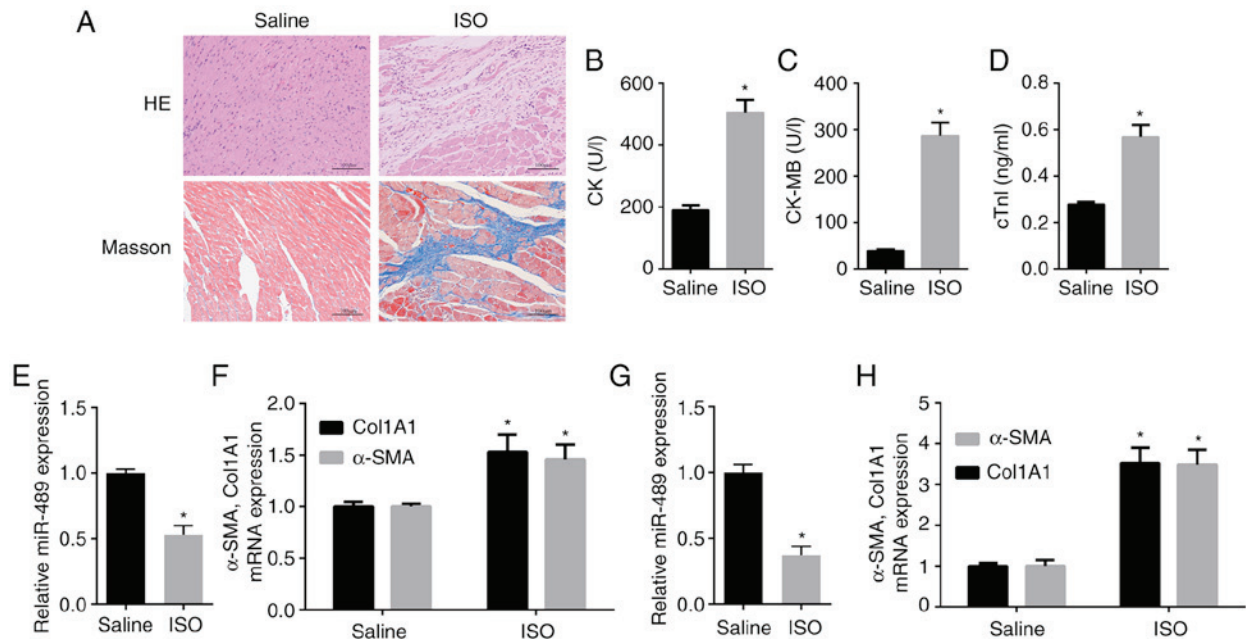 A
Saline
ISO
HE
Masson
B
CK (U/l)
600
400
200
0
*
Saline
ISO
C
CK-MB (U/l)
400
300
200
100
0
*
Saline
ISO
D
cTnI (ng/ml)
0.8
0.6
0.4
0.2
0.0
*
Saline
ISO
E
Relative miR-489 expression
1.5
1.0
0.5
0.0
*
Saline
ISO
F
α-SMA, Col1A1
mRNA expression
2.0
1.5
1.0
0.5
0.0
Col1A1
α-SMA
*
*
Saline
ISO
G
Relative miR-489 expression
1.5
1.0
0.5
0.0
*
Saline
ISO
H
α-SMA, Col1A1
mRNA expression
5
4
3
2
1
0
α-SMA
Col1A1
*
*
Saline
ISO